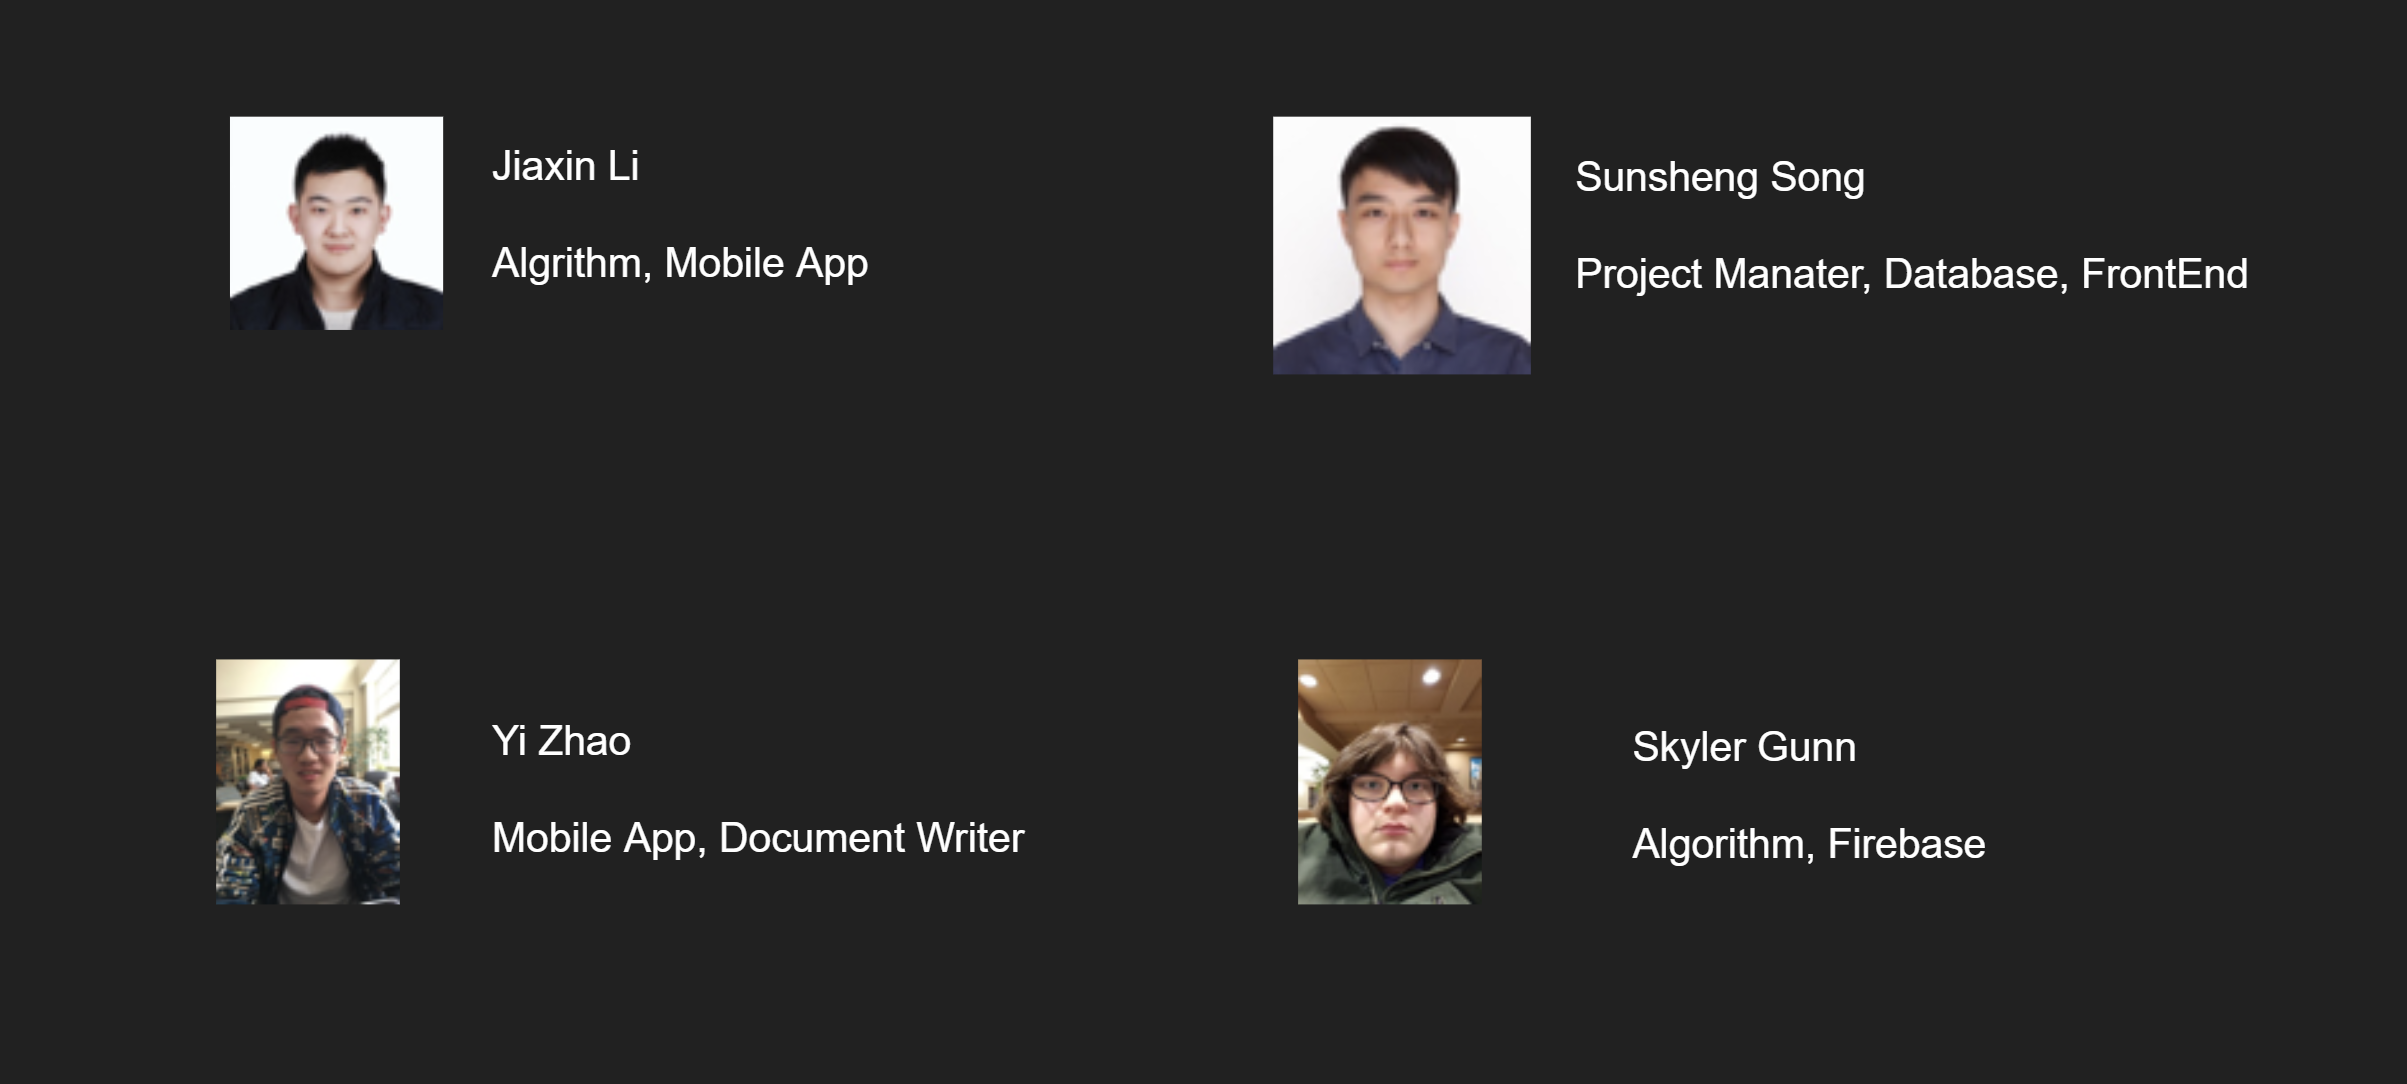 Jiaxin Li
Algrithm, Mobile App
Sunsheng Song
Project Manater, Database, FrontEnd
Yi Zhao
Mobile App, Document Writer
Skyler Gunn
Algorithm, Firebase